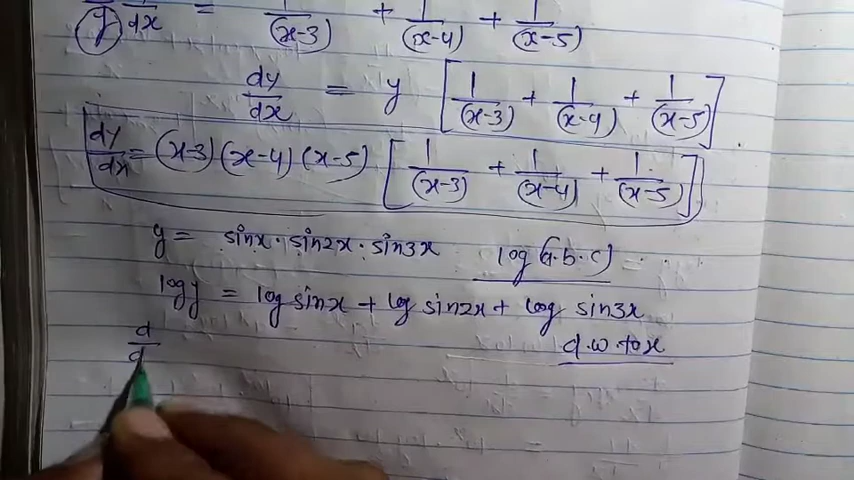 (y) dy/dx = 1/(x-3) + 1/(x-4) + 1/(x-5)
dy/dx = y [ 1/(x-3) + 1/(x-4) + 1/(x-5) ]
dy/dx = (x-3) (x-4) (x-5) [ 1/(x-3) + 1/(x-4) + 1/(x-5) ]
y = sinx · sin2x · sin3x log (a·b·c) =
logy = log sinx + log sin2x + log sin3x
d.w.to x
d/d